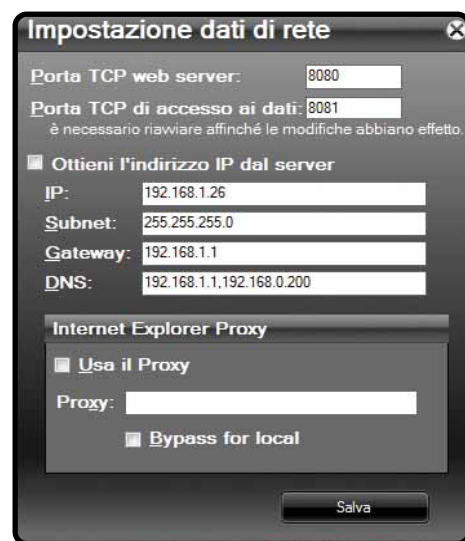 Impostazione dati di rete
Porta TCP web server: 8080
Porta TCP di accesso ai dati: 8081
è necessario riavviare affinché le modifiche abbiano effetto.
Ottieni l'indirizzo IP dal server
IP: 192.168.1.26
Subnet: 255.255.255.0
Gateway: 192.168.1.1
DNS: 192.168.1.1,192.168.0.200
Internet Explorer Proxy
Usa il Proxy
Proxy:
Bypass for local
Salva